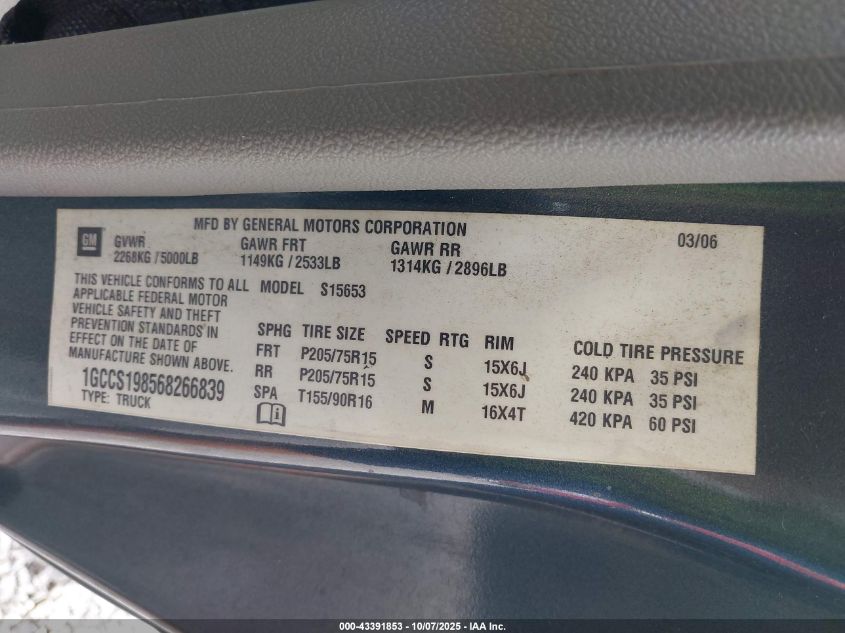 MFD BY GENERAL MOTORS CORPORATION
03/06
GM
GVWR GAWR FRT GAWR RR
2268KG / 5000LB 1149KG / 2533LB 1314KG / 2896LB
THIS VEHICLE CONFORMS TO ALL
APPLICABLE FEDERAL MOTOR
VEHICLE SAFETY AND THEFT
PREVENTION STANDARDS IN
EFFECT ON THE DATE OF
MANUFACTURE SHOWN ABOVE.
1GCCS198568266839
TYPE: TRUCK
MODEL S15653
SPHG TIRE SIZE SPEED RTG RIM COLD TIRE PRESSURE
FRT P205/75R15 S 15X6J 240 KPA 35 PSI
RR P205/75R15 S 15X6J 240 KPA 35 PSI
SPA T155/90R16 M 16X4T 420 KPA 60 PSI
000-43391853 - 10/07/2025 - IAA Inc.